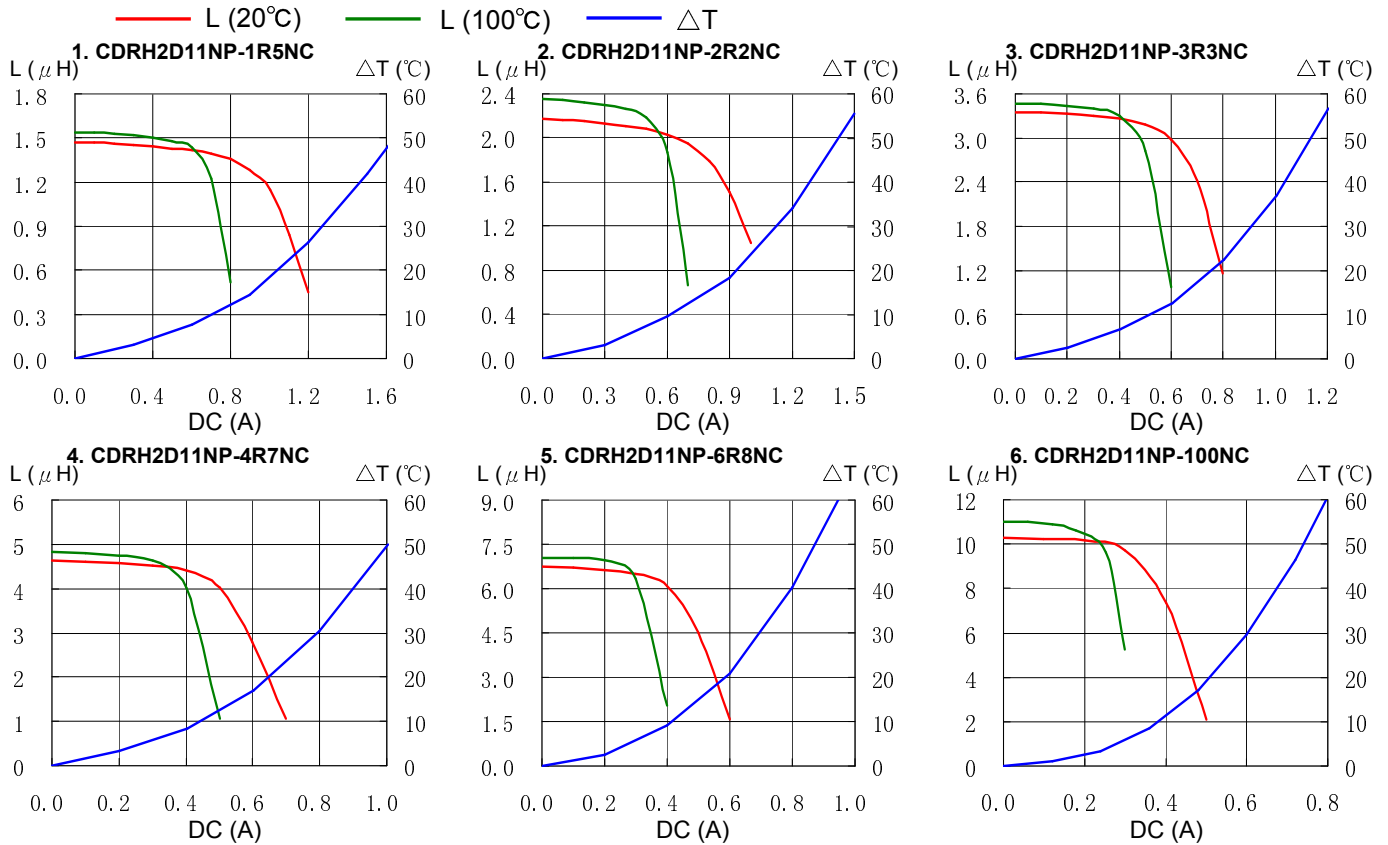 L (20℃) L (100℃) △T
1. CDRH2D11NP-1R5NC
L (μH) △T (℃)
1.8 60
1.5 50
1.2 40
0.9 30
0.6 20
0.3 10
0.0 0
0.0 0.4 0.8 1.2 1.6
DC (A)
2. CDRH2D11NP-2R2NC
L (μH) △T (℃)
2.4 60
2.0 50
1.6 40
1.2 30
0.8 20
0.4 10
0.0 0
0.0 0.3 0.6 0.9 1.2 1.5
DC (A)
3. CDRH2D11NP-3R3NC
L (μH) △T (℃)
3.6 60
3.0 50
2.4 40
1.8 30
1.2 20
0.6 10
0.0 0
0.0 0.2 0.4 0.6 0.8 1.0 1.2
DC (A)
4. CDRH2D11NP-4R7NC
L (μH) △T (℃)
6 60
5 50
4 40
3 30
2 20
1 10
0 0
0.0 0.2 0.4 0.6 0.8 1.0
DC (A)
5. CDRH2D11NP-6R8NC
L (μH) △T (℃)
9.0 60
7.5 50
6.0 40
4.5 30
3.0 20
1.5 10
0.0 0
0.0 0.2 0.4 0.6 0.8 1.0
DC (A)
6. CDRH2D11NP-100NC
L (μH) △T (℃)
12 60
10 50
8 40
6 30
4 20
2 10
0 0
0.0 0.2 0.4 0.6 0.8
DC (A)